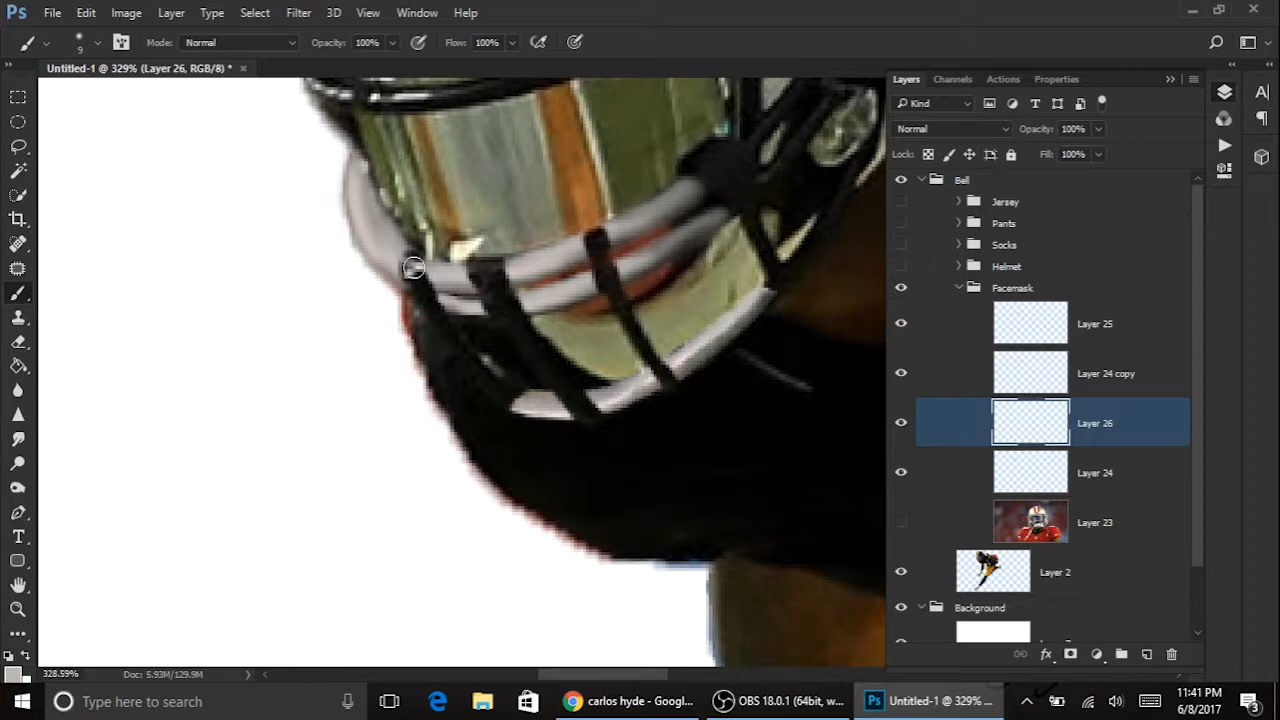 Ps File Edit Image Layer Type Select Filter 3D View Window Help
9 Mode: Normal Opacity: 100% Flow: 100%
Untitled-1 @ 329% (Layer 26, RGB/8) * ×
Layers Channels Actions Properties
Kind
Normal Opacity: 100%
Lock: Fill: 100%
Bell
Jersey
Pants
Socks
Helmet
Facemask
Layer 25
Layer 24 copy
Layer 26
Layer 24
Layer 23
Layer 2
Background
328.59% Doc: 5.93M/129.9M
Type here to search
carlos hyde - Googl...
OBS 18.0.1 (64bit, w...
Ps Untitled-1 @ 329% ...
11:41 PM
6/8/2017
3